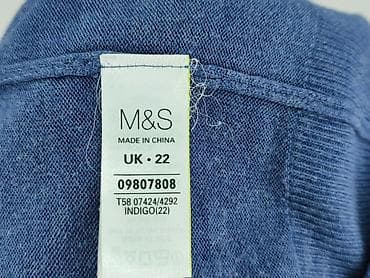 M&S
MADE IN CHINA
UK · 22
09807808
T58 07424/4292
INDIGO(22)